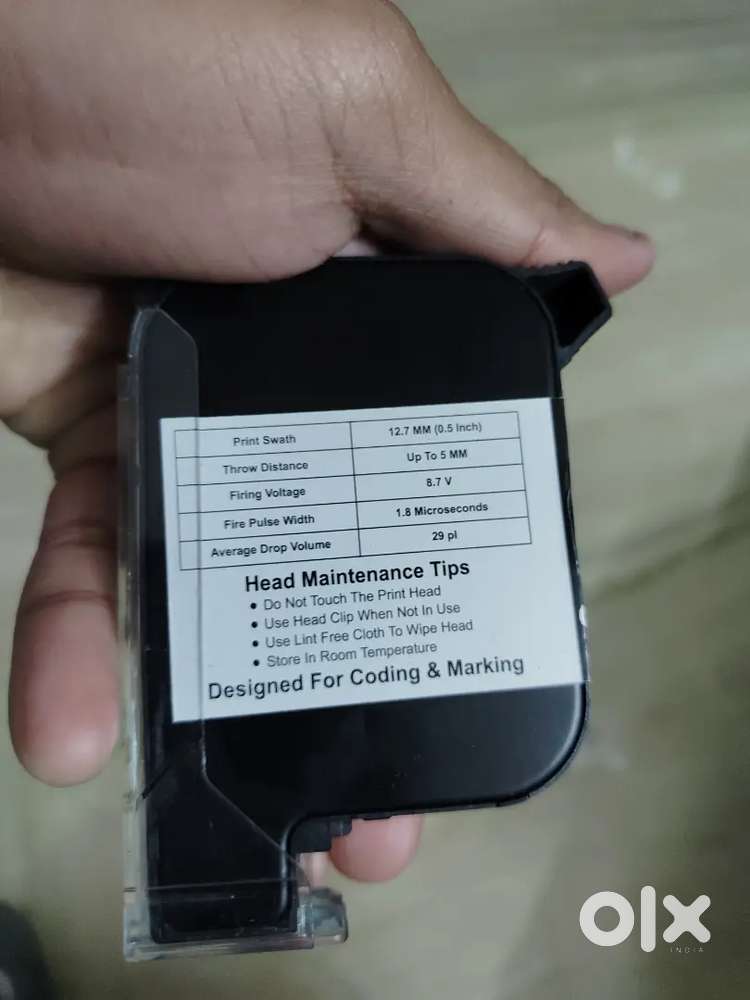 Print Swath 12.7 MM (0.5 Inch)
Throw Distance Up To 5 MM
Firing Voltage 8.7 V
Fire Pulse Width 1.8 Microseconds
Average Drop Volume 29 pl
Head Maintenance Tips
• Do Not Touch The Print Head
• Use Head Clip When Not In Use
• Use Lint Free Cloth To Wipe Head
• Store In Room Temperature
Designed For Coding & Marking
olx
INDIA